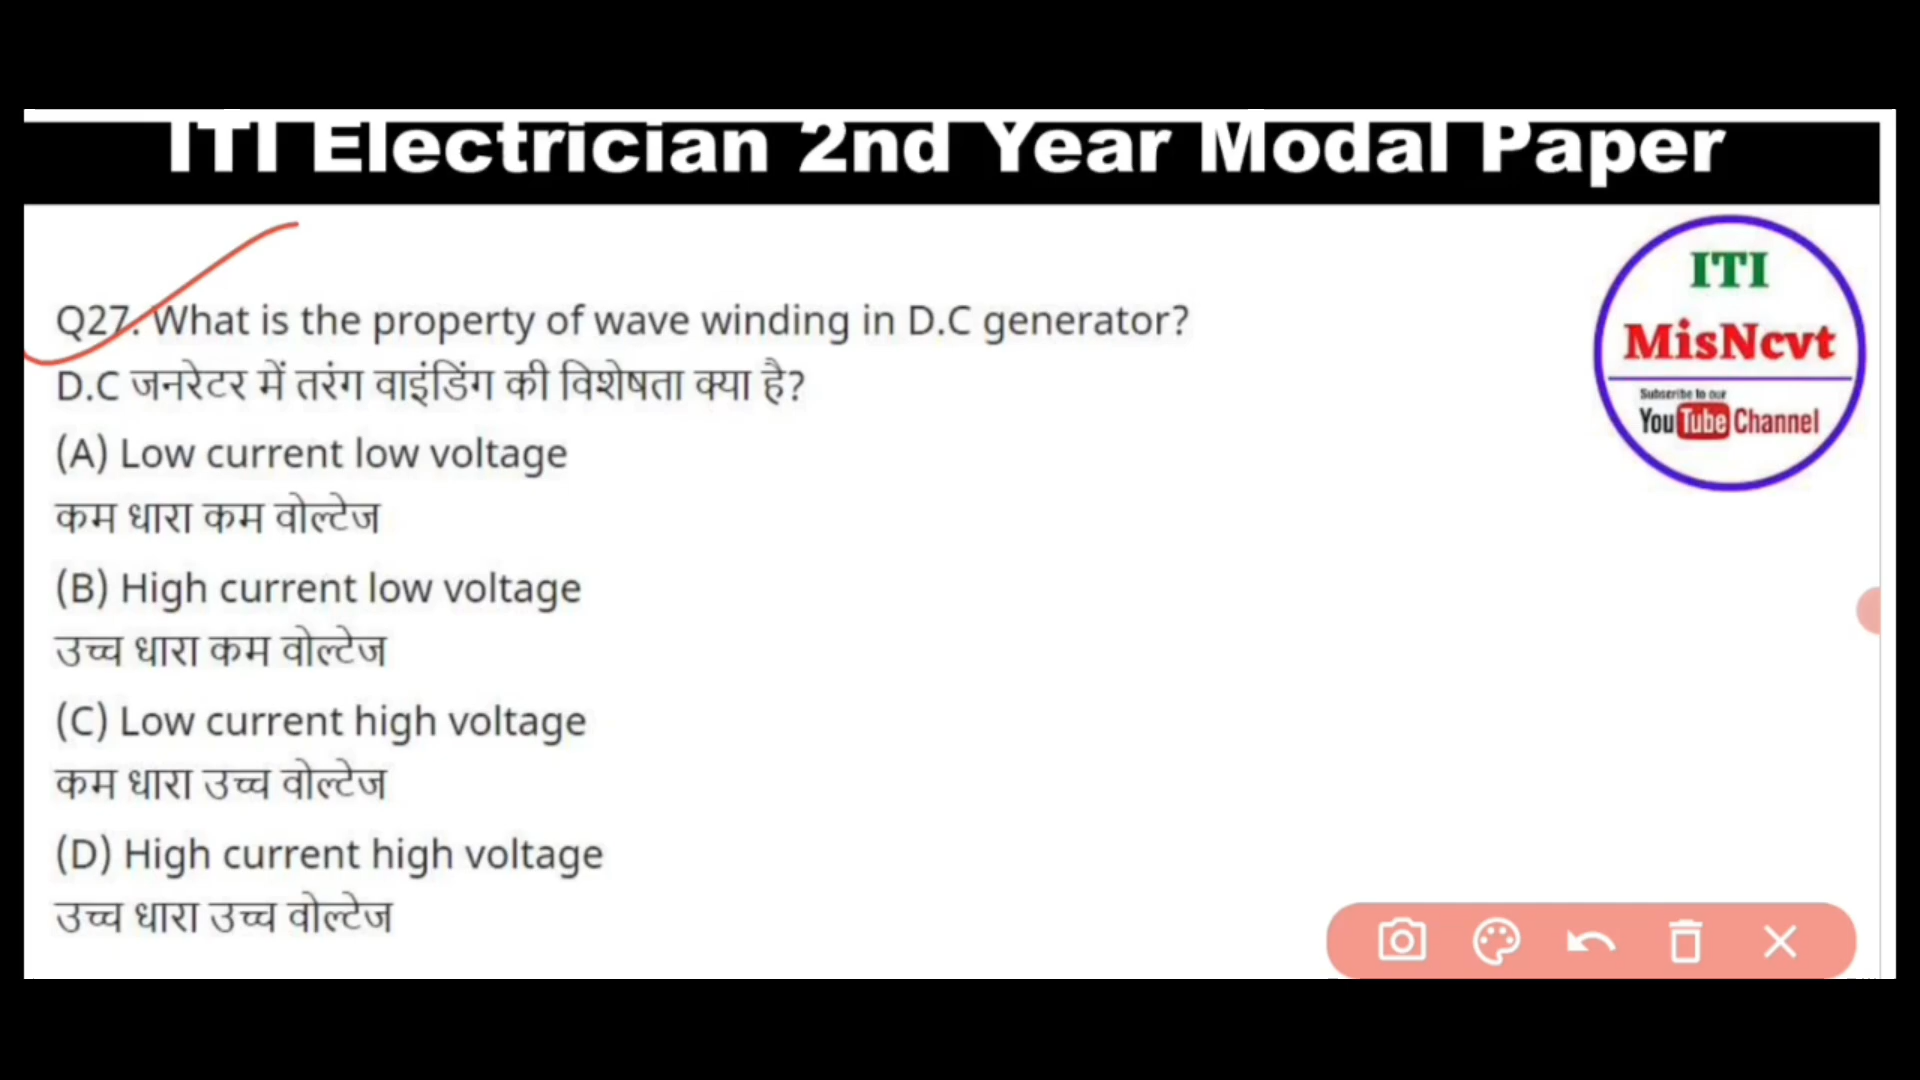 ITI Electrician 2nd Year Modal Paper
ITI
MisNcvt
Subscribe to our
YouTube Channel
Q27. What is the property of wave winding in D.C generator?
D.C जनरेटर में तरंग वाइंडिंग की विशेषता क्या है?
(A) Low current low voltage
कम धारा कम वोल्टेज
(B) High current low voltage
उच्च धारा कम वोल्टेज
(C) Low current high voltage
कम धारा उच्च वोल्टेज
(D) High current high voltage
उच्च धारा उच्च वोल्टेज